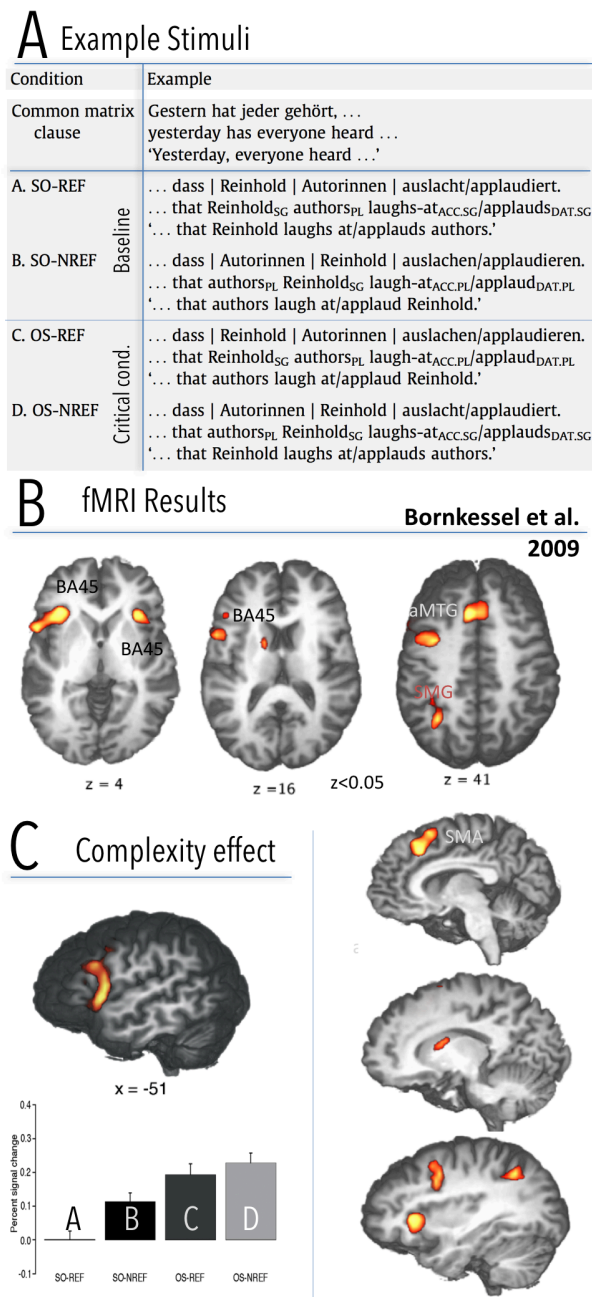 A Example Stimuli
Condition Example
Common matrix clause Gestern hat jeder gehört, …
yesterday has everyone heard …
‘Yesterday, everyone heard …’
Baseline
A. SO-REF … dass | Reinhold | Autorinnen | auslacht/applaudiert.
… that ReinholdSG authorsPL laughs-atACC.SG/applaudsDAT.SG
‘… that Reinhold laughs at/applauds authors.’
B. SO-NREF … dass | Autorinnen | Reinhold | auslachen/applaudieren.
… that authorsPL ReinholdSG laugh-atACC.PL/applaudDAT.PL
‘… that authors laugh at/applaud Reinhold.’
Critical cond.
C. OS-REF … dass | Reinhold | Autorinnen | auslachen/applaudieren.
… that ReinholdSG authorsPL laugh-atACC.PL/applaudDAT.PL
‘… that authors laugh at/applaud Reinhold.’
D. OS-NREF … dass | Autorinnen | Reinhold | auslacht/applaudiert.
… that authorsPL ReinholdSG laughs-atACC.SG/applaudsDAT.SG
‘… that Reinhold laughs at/applauds authors.’
B fMRI Results
Bornkessel et al.
2009
BA45
BA45
BA45
aMTG
SMG
z = 4
z =16
z<0.05
z = 41
C Complexity effect
SMA
a
x = -51
Percent signal change
0.4
0.3
0.2
0.1
0.0
-0.1
A B C D
SO-REF SO-NREF OS-REF OS-NREF